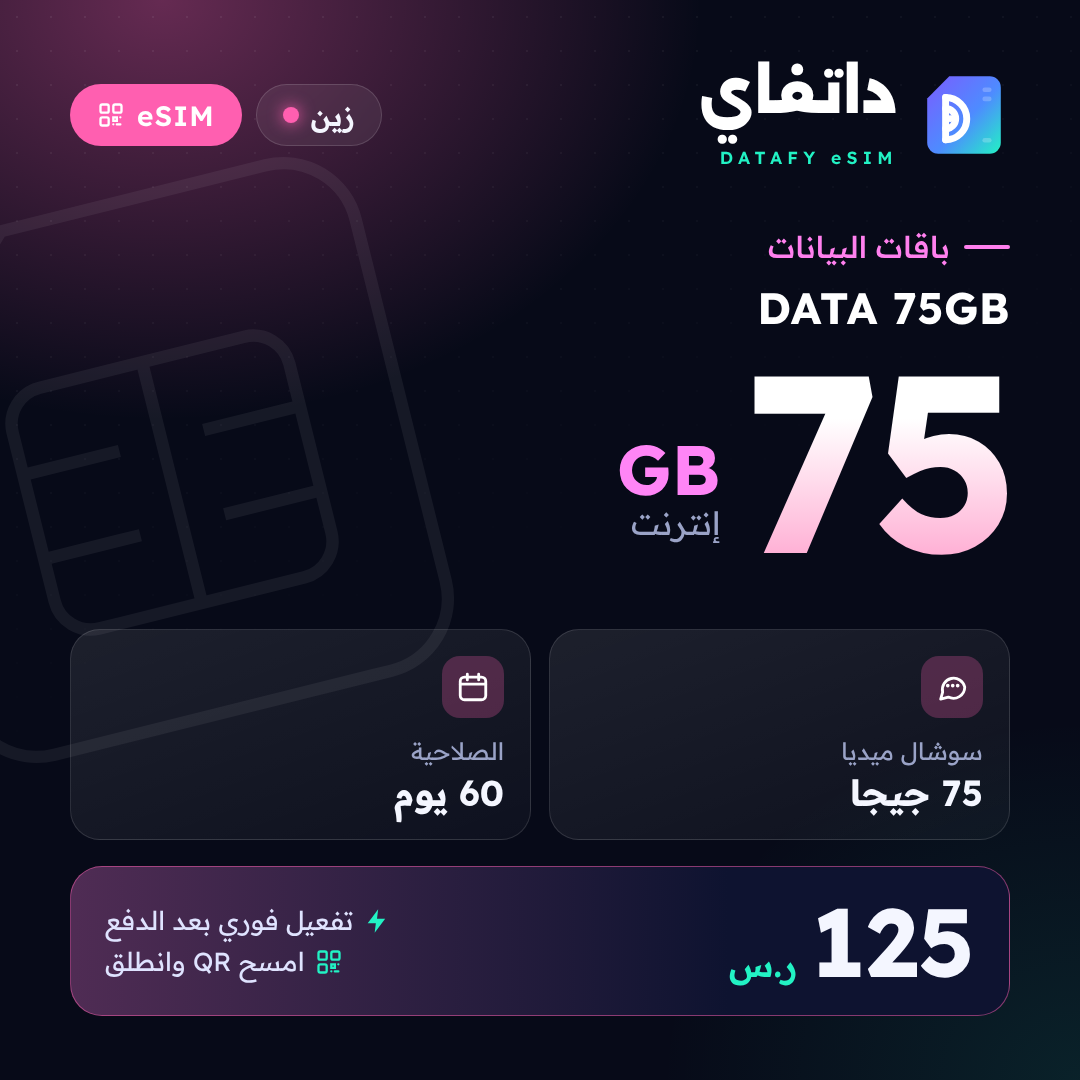 داتفاي
DATAFY eSIM
زين
eSIM
باقات البيانات
DATA 75GB
75
GB
إنترنت
سوشال ميديا
75 جيجا
الصلاحية
60 يوم
125 ر.س
تفعيل فوري بعد الدفع
امسح QR وانطلق